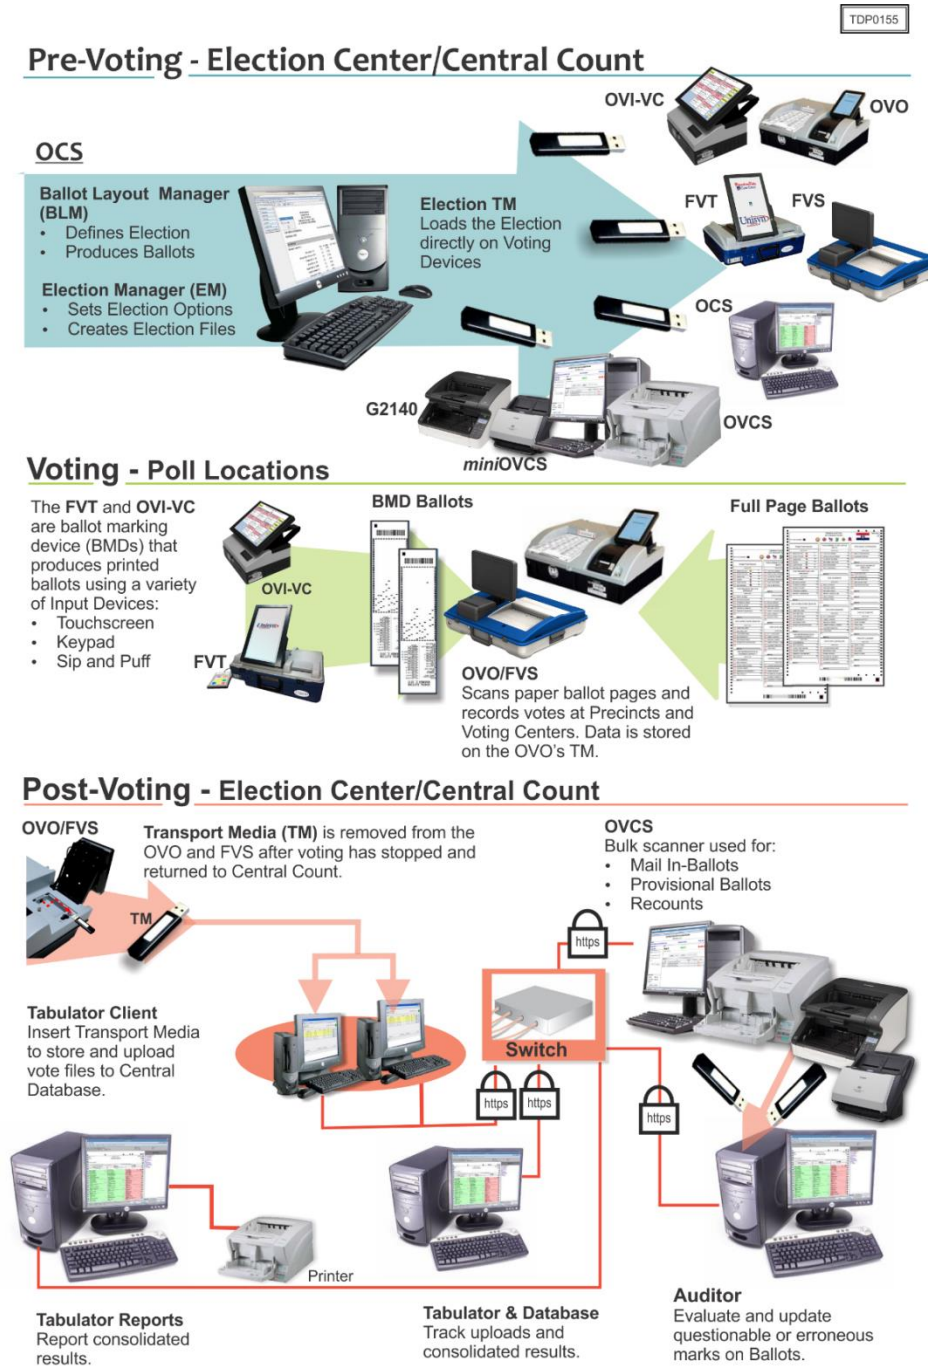 TDP0155
Pre-Voting - Election Center/Central Count
OVI-VC
OVO
OCS
Ballot Layout Manager
(BLM)
• Defines Election
• Produces Ballots
Election Manager (EM)
• Sets Election Options
• Creates Election Files
Election TM
Loads the Election
directly on Voting
Devices
FVT
FVS
Unisyn
OCS
G2140
OVCS
miniOVCS
Voting - Poll Locations
The FVT and OVI-VC
are ballot marking
device (BMDs) that
produces printed
ballots using a variety
of Input Devices:
• Touchscreen
• Keypad
• Sip and Puff
OVI-VC
FVT
BMD Ballots
Full Page Ballots
OVO/FVS
Scans paper ballot pages and
records votes at Precincts and
Voting Centers. Data is stored
on the OVO's TM.
Post-Voting - Election Center/Central Count
OVO/FVS
Transport Media (TM) is removed from the
OVO and FVS after voting has stopped and
returned to Central Count.
TM
OVCS
Bulk scanner used for:
• Mail In-Ballots
• Provisional Ballots
• Recounts
https
Tabulator Client
Insert Transport Media
to store and upload
vote files to Central
Database.
Switch
https
https
https
Printer
Tabulator Reports
Report consolidated
results.
Tabulator & Database
Track uploads and
consolidated results.
Auditor
Evaluate and update
questionable or erroneous
marks on Ballots.